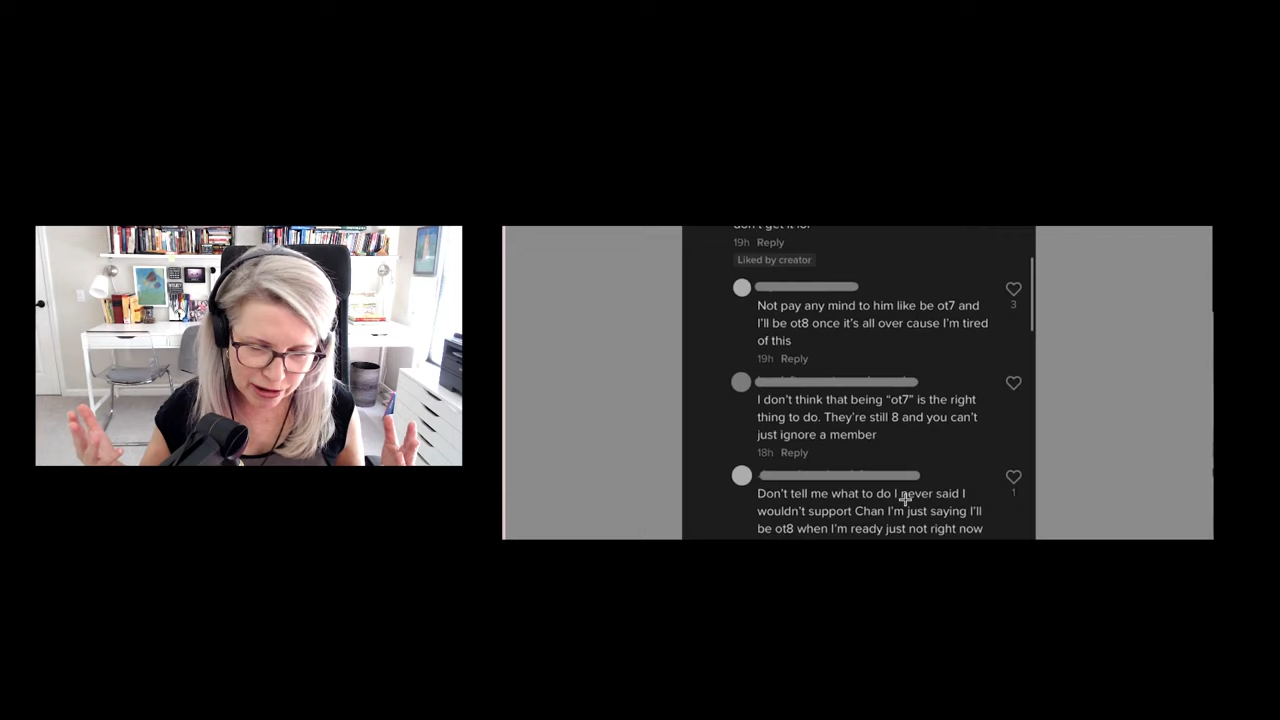 19h Reply
Liked by creator
Not pay any mind to him like be ot7 and
I'll be ot8 once it's all over cause I'm tired
of this
3
19h Reply
I don't think that being “ot7” is the right
thing to do. They're still 8 and you can't
just ignore a member
18h Reply
Don't tell me what to do I never said I
wouldn't support Chan I'm just saying I'll
be ot8 when I'm ready just not right now
1